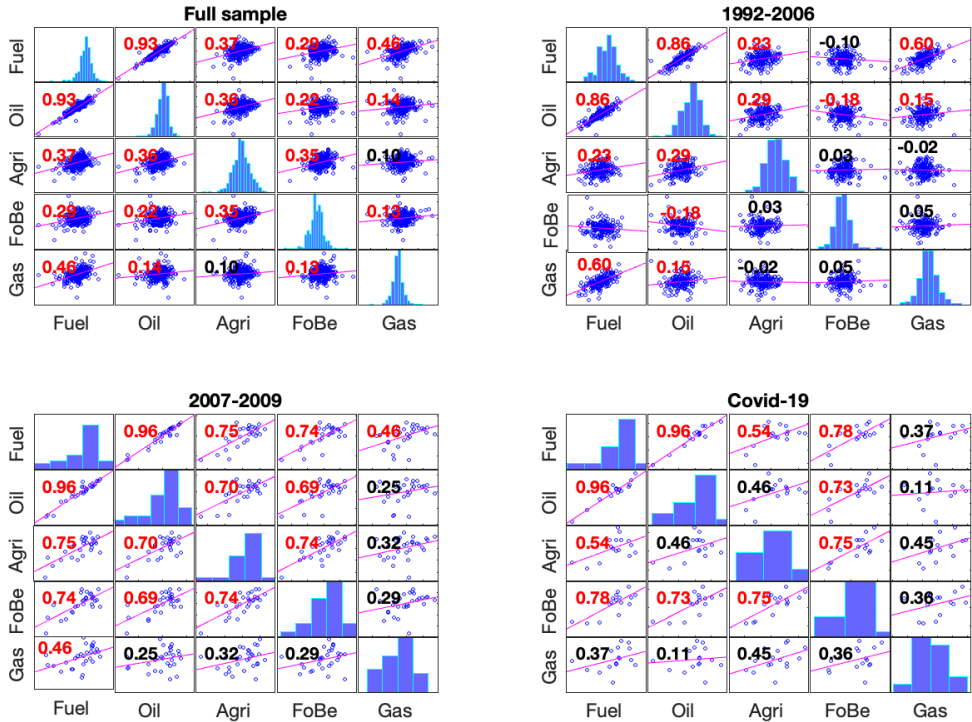 Full sample
Fuel 0.93 0.37 0.29 0.46
Oil 0.93 0.36 0.22 0.14
Agri 0.37 0.36 0.35 0.10
FoBe 0.29 0.22 0.35 0.13
Gas 0.46 0.14 0.10 0.13
Fuel Oil Agri FoBe Gas
1992-2006
Fuel 0.86 0.23 -0.10 0.60
Oil 0.86 0.29 -0.18 0.15
Agri 0.23 0.29 0.03 -0.02
FoBe -0.18 0.03 0.05
Gas 0.60 0.15 -0.02 0.05
Fuel Oil Agri FoBe Gas
2007-2009
Fuel 0.96 0.75 0.74 0.46
Oil 0.96 0.70 0.69 0.25
Agri 0.75 0.70 0.74 0.32
FoBe 0.74 0.69 0.74 0.29
Gas 0.46 0.25 0.32 0.29
Fuel Oil Agri FoBe Gas
Covid-19
Fuel 0.96 0.54 0.78 0.37
Oil 0.96 0.46 0.73 0.11
Agri 0.54 0.46 0.75 0.45
FoBe 0.78 0.73 0.75 0.36
Gas 0.37 0.11 0.45 0.36
Fuel Oil Agri FoBe Gas